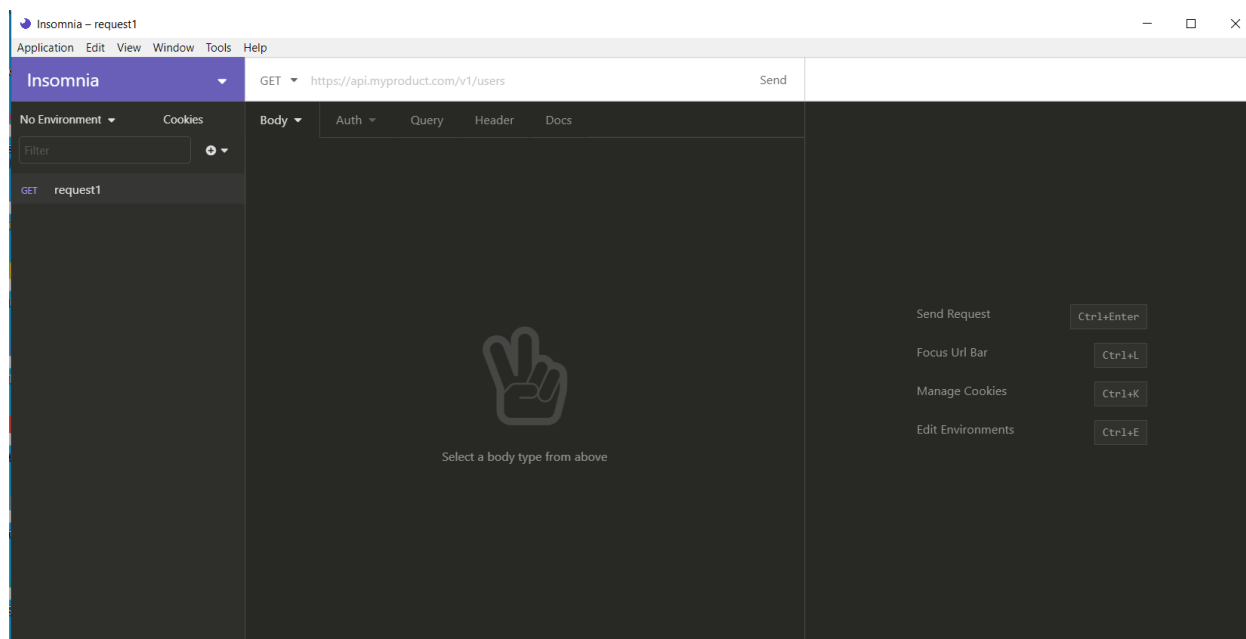 Insomnia – request1
Application Edit View Window Tools Help
Insomnia
GET https://api.myproduct.com/v1/users Send
No Environment Cookies
Body Auth Query Header Docs
Filter
GET request1
Send Request Ctrl+Enter
Focus Url Bar Ctrl+L
Manage Cookies Ctrl+K
Edit Environments Ctrl+E
Select a body type from above